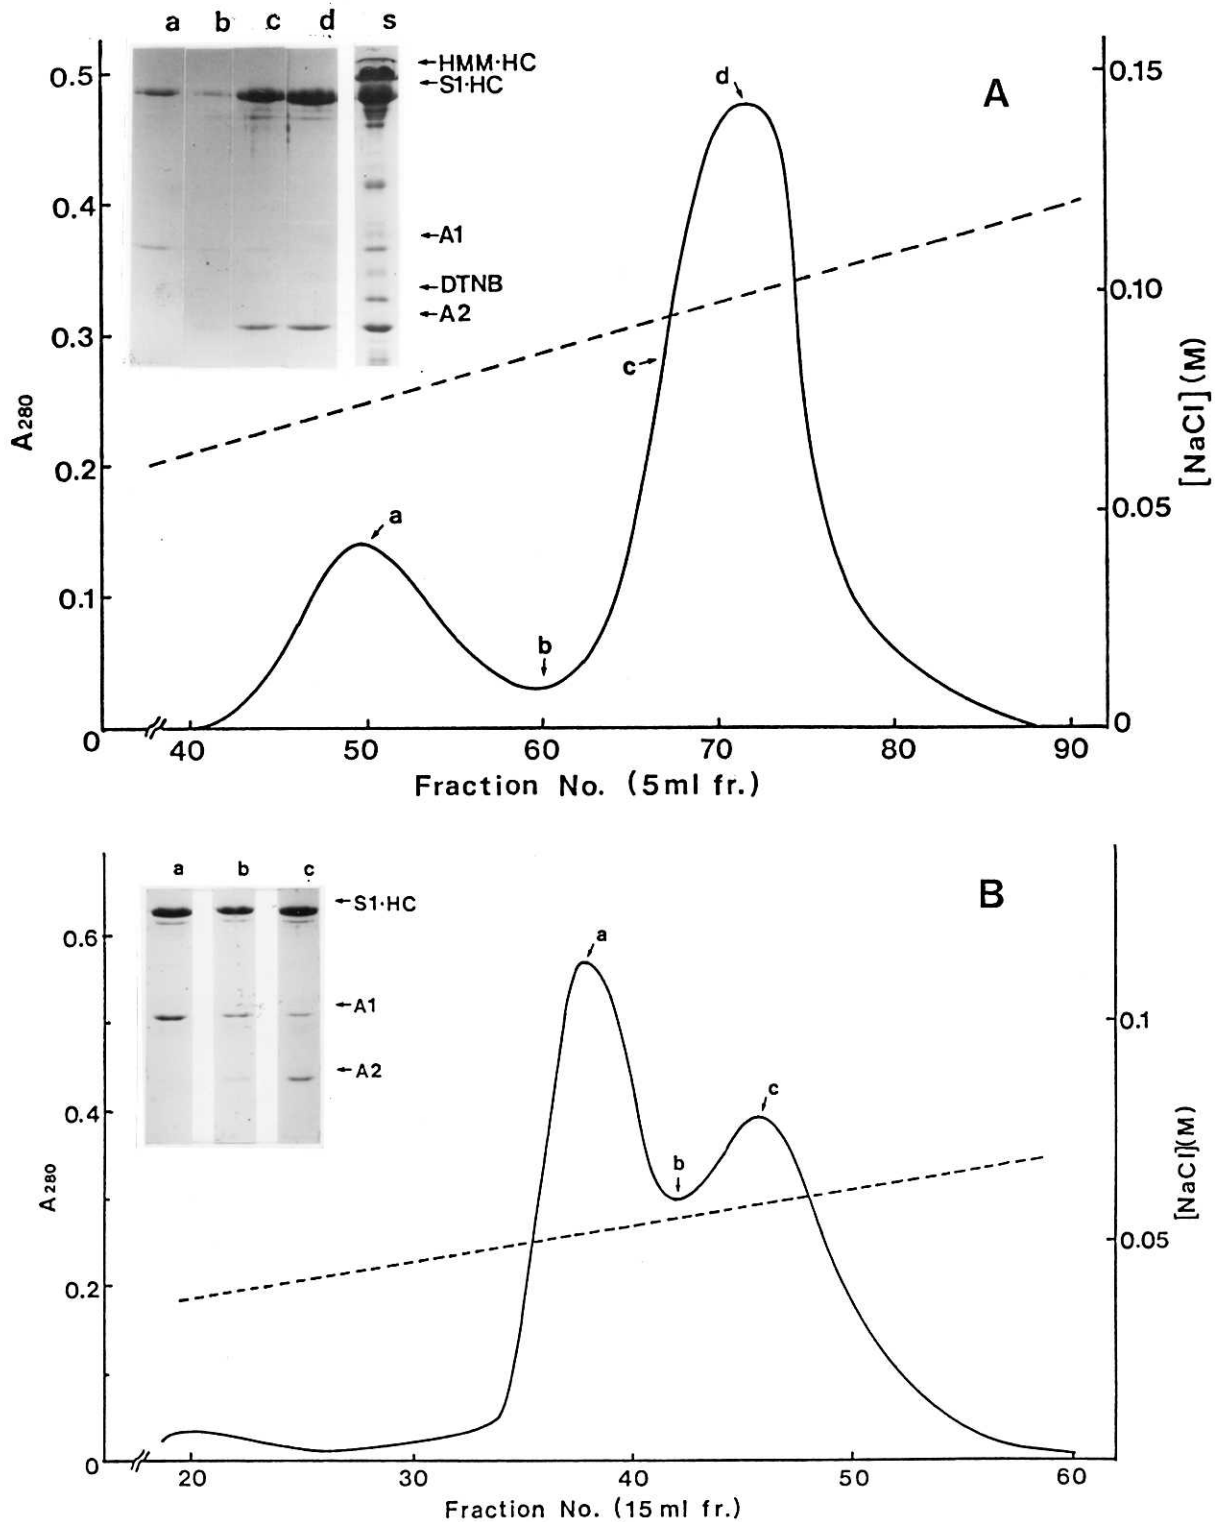 a b c d s
HMM·HC
S1·HC
A1
DTNB
A2
A
0.5
0.4
0.3
0.2
0.1
0
A280
0.15
0.10
0.05
0
[NaCl] (M)
a
b
c
d
40 50 60 70 80 90
Fraction No. (5ml fr.)
a b c
S1·HC
A1
A2
B
0.6
0.4
0.2
0
A280
0.1
0.05
[NaCl](M)
a
b
c
20 30 40 50 60
Fraction No. (15ml fr.)